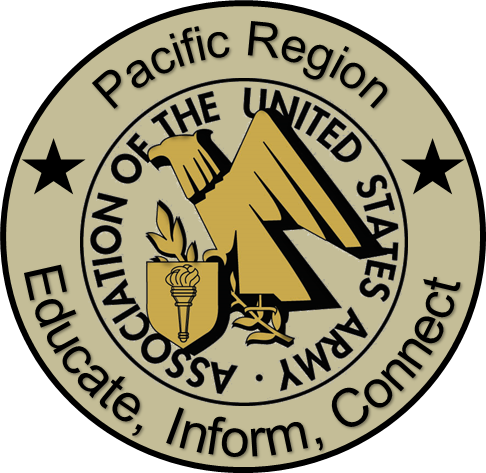 Pacific Region
ASSOCIATION OF THE UNITED STATES ARMY ·
Educate, Inform, Connect